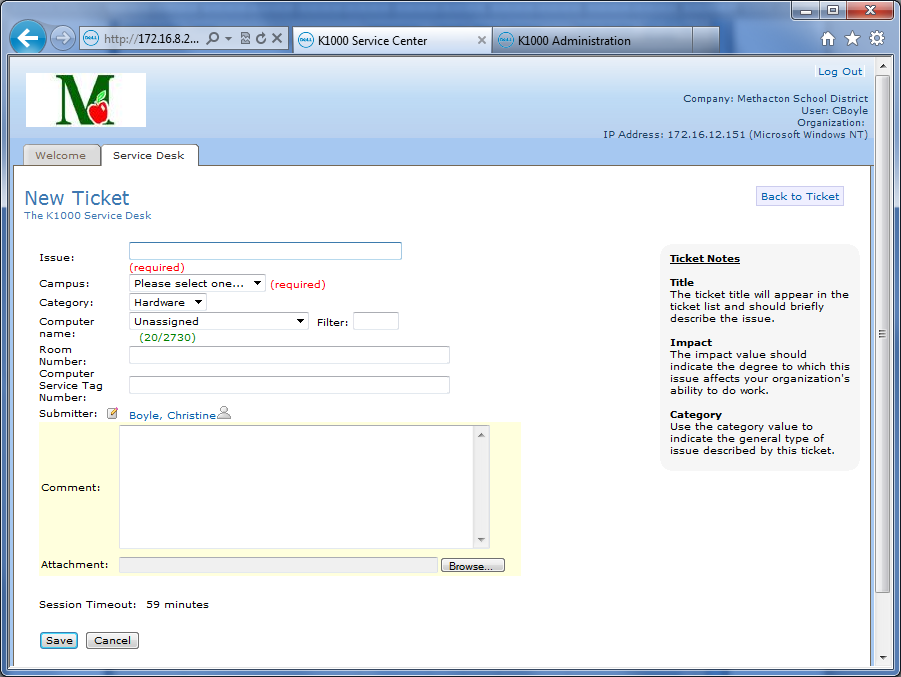 http://172.16.8.2...
K1000 Service Center
K1000 Administration
M
Log Out
Company: Methacton School District
User: CBoyle
Organization:
IP Address: 172.16.12.151 (Microsoft Windows NT)
Welcome
Service Desk
New Ticket
Back to Ticket
The K1000 Service Desk
Issue:
(required)
Campus: Please select one... (required)
Category: Hardware
Computer name: Unassigned Filter:
(20/2730)
Room
Number:
Computer
Service Tag
Number:
Submitter: Boyle, Christine
Comment:
Attachment: Browse...
Session Timeout: 59 minutes
Save Cancel
Ticket Notes
Title
The ticket title will appear in the
ticket list and should briefly
describe the issue.
Impact
The impact value should
indicate the degree to which this
issue affects your organization's
ability to do work.
Category
Use the category value to
indicate the general type of
issue described by this ticket.